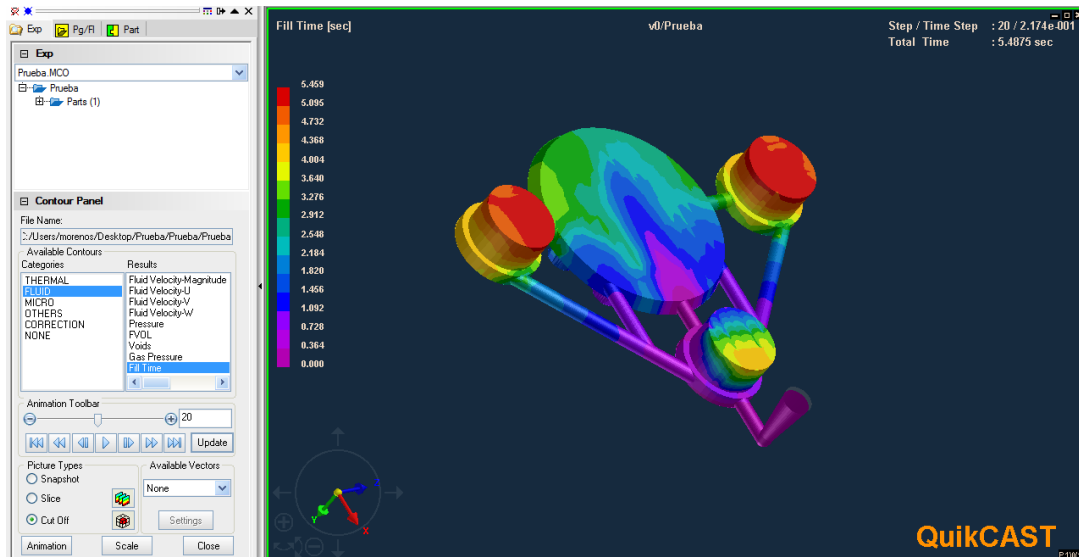 Exp
Pg/Fl
Part
Exp
Prueba.MCO
Prueba
Parts (1)
Contour Panel
File Name:
:/Users/morenos/Desktop/Prueba/Prueba/Prueba
Available Contours
Categories
Results
THERMAL
FLUID
MICRO
OTHERS
CORRECTION
NONE
Fluid Velocity-Magnitude
Fluid Velocity-U
Fluid Velocity-V
Fluid Velocity-W
Pressure
FVOL
Voids
Gas Pressure
Fill Time
Animation Toolbar
20
Update
Picture Types
Snapshot
Slice
Cut Off
Available Vectors
None
Settings
Animation
Scale
Close
Fill Time [sec]
v0/Prueba
Step / Time Step : 20 / 2.174e-001
Total Time : 5.4875 sec
5.459
5.095
4.732
4.368
4.004
3.640
3.276
2.912
2.548
2.184
1.820
1.456
1.092
0.728
0.364
0.000
Y
X
QuikCAST